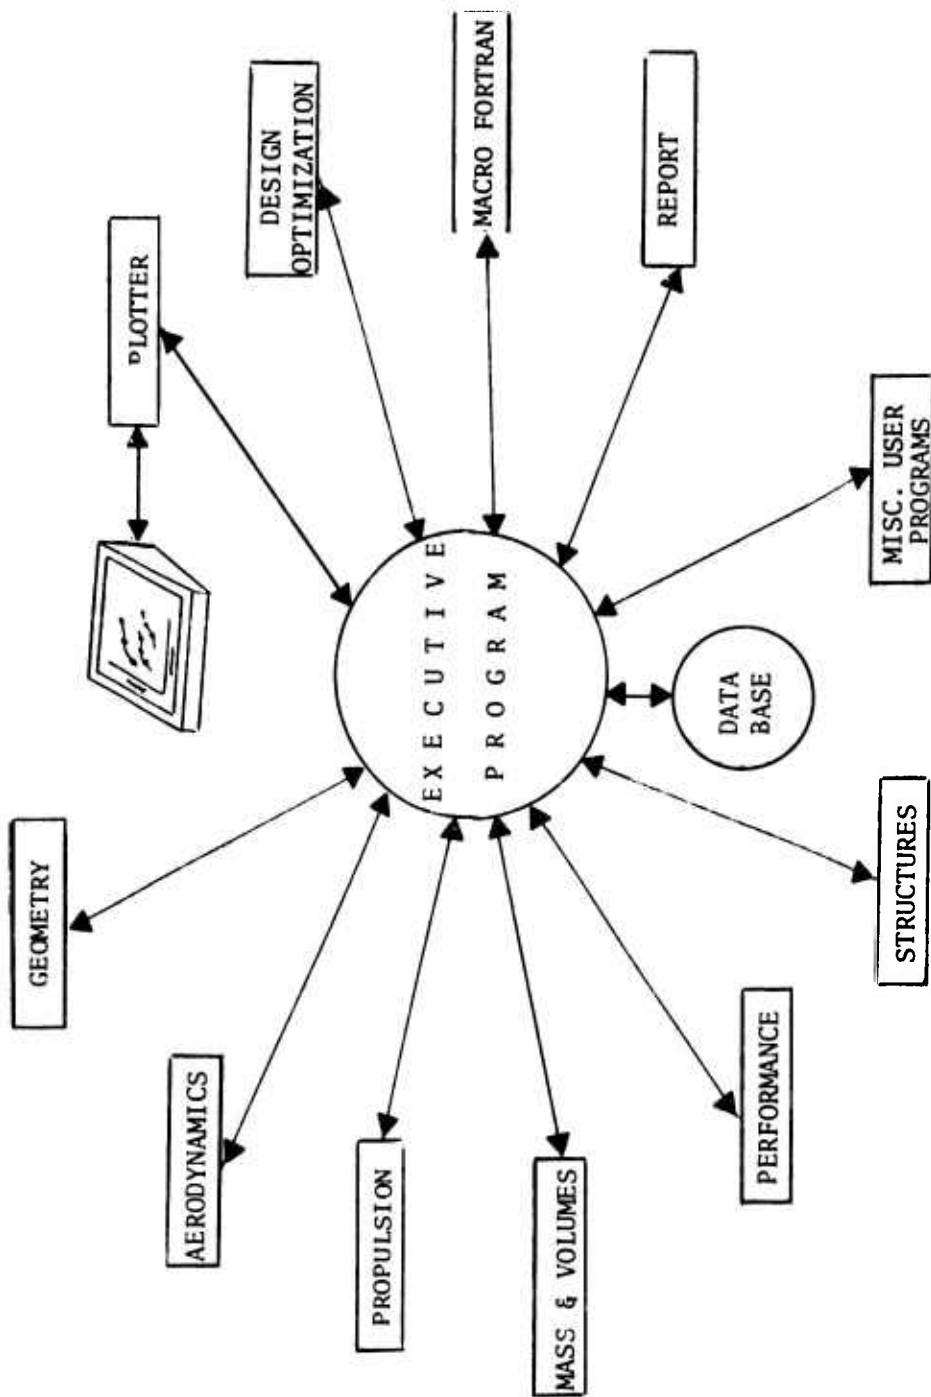 GEOMETRY
PLOTTER
AERODYNAMICS
DESIGN
OPTIMIZATION
PROPULSION
EXECUTIVE
PROGRAM
MACRO FORTRAN
MASS & VOLUMES
REPORT
DATA
BASE
PERFORMANCE
STRUCTURES
MISC. USER
PROGRAMS